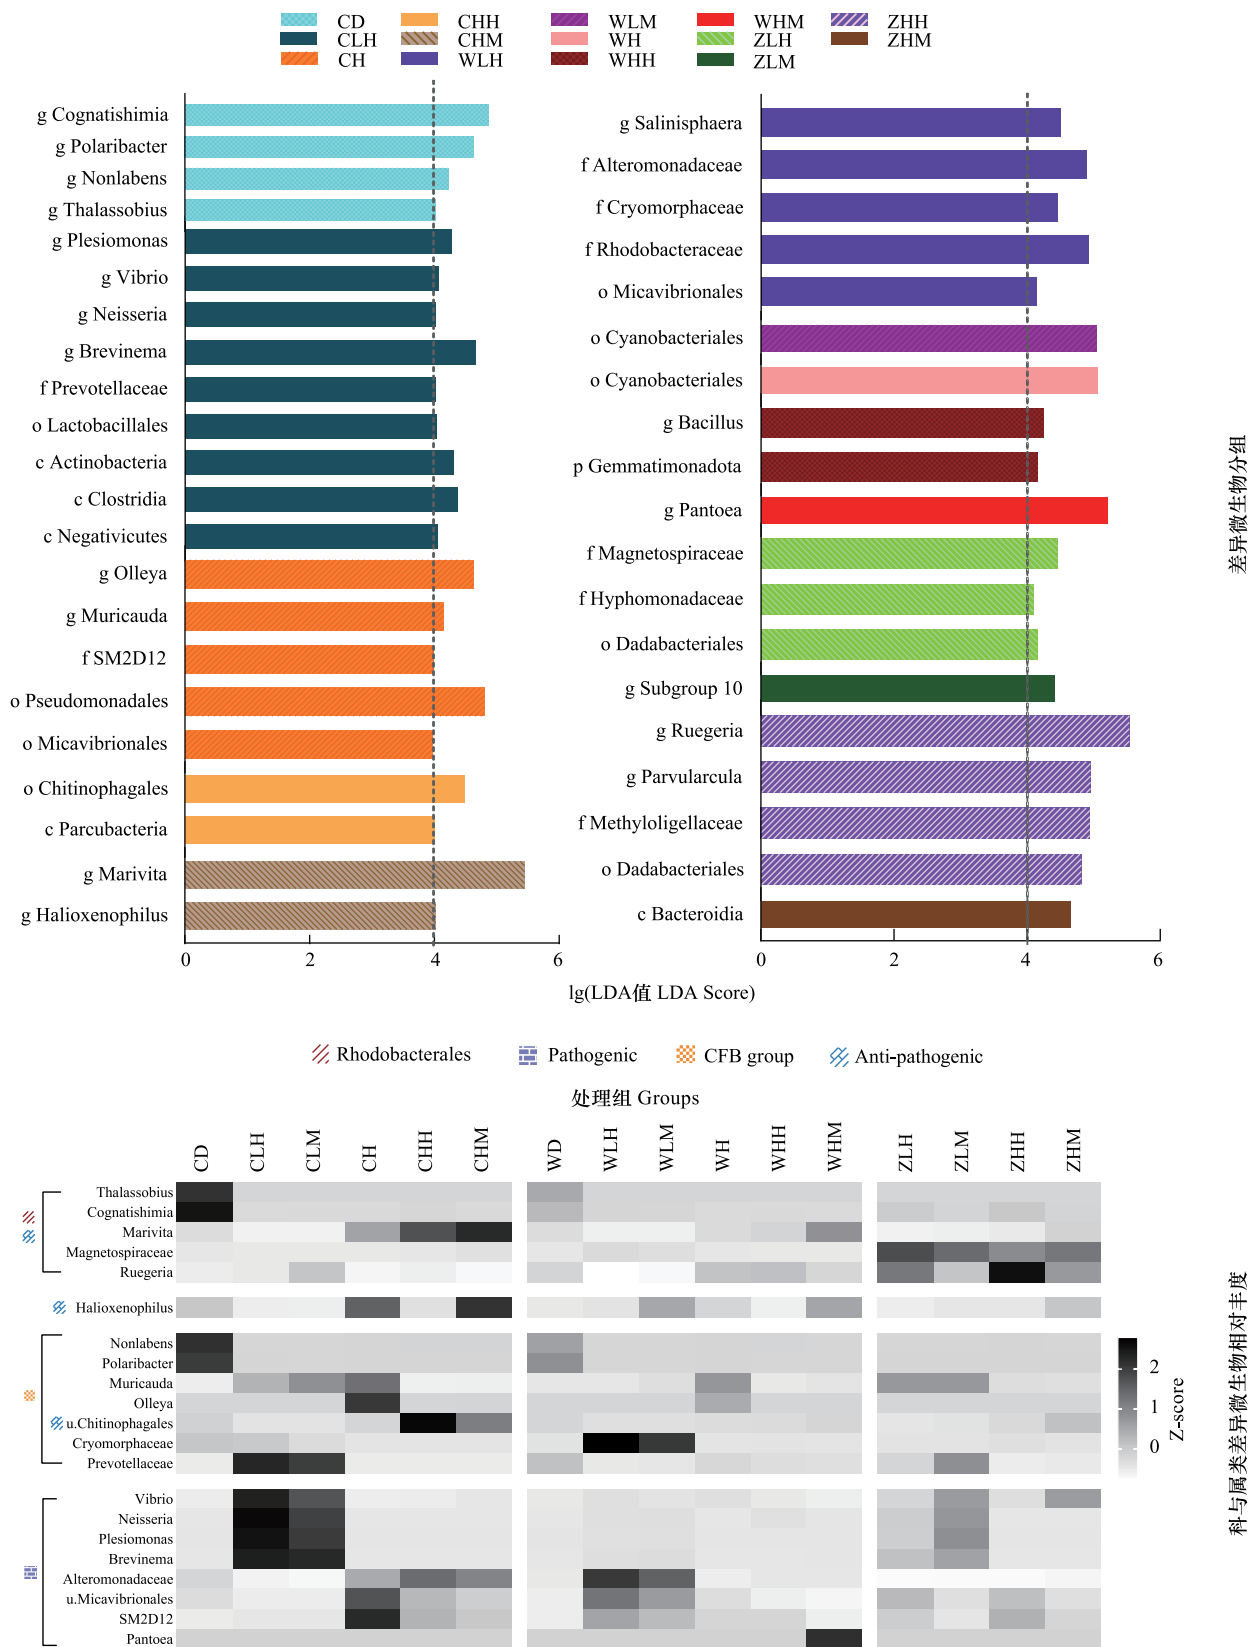 CD CHH WLM WHM ZHH
CLH CHM WH ZLH ZHM
CH WLH WHH ZLM
g Cognatishimia
g Polaribacter
g Nonlabens
g Thalassobius
g Plesiomonas
g Vibrio
g Neisseria
g Brevinema
f Prevotellaceae
o Lactobacillales
c Actinobacteria
c Clostridia
c Negativicutes
g Olleya
g Muricauda
f SM2D12
o Pseudomonadales
o Micavibrionales
o Chitinophagales
c Parcubacteria
g Marivita
g Halioxenophilus
0 2 4 6
g Salinisphaera
f Alteromonadaceae
f Cryomorphaceae
f Rhodobacteraceae
o Micavibrionales
o Cyanobacteriales
o Cyanobacteriales
g Bacillus
p Gemmatimonadota
g Pantoea
f Magnetospiraceae
f Hyphomonadaceae
o Dadabacteriales
g Subgroup 10
g Ruegeria
g Parvularcula
f Methyloligellaceae
o Dadabacteriales
c Bacteroidia
0 2 4 6
lg(LDA值 LDA Score)
差异微生物分组
Rhodobacterales Pathogenic CFB group Anti-pathogenic
处理组 Groups
CD CLH CLM CH CHH CHM WD WLH WLM WH WHH WHM ZLH ZLM ZHH ZHM
Thalassobius
Cognatishimia
Marivita
Magnetospiraceae
Ruegeria
Halioxenophilus
Nonlabens
Polaribacter
Muricauda
Olleya
u.Chitinophagales
Cryomorphaceae
Prevotellaceae
Vibrio
Neisseria
Plesiomonas
Brevinema
Alteromonadaceae
u.Micavibrionales
SM2D12
Pantoea
2
1
0
Z-score
科与属类差异微生物相对丰度